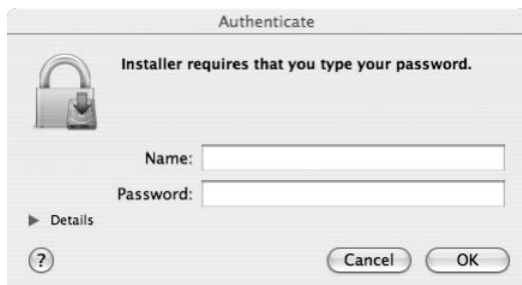 Authenticate
Installer requires that you type your password.
Name:
Password:
Details
?
Cancel OK